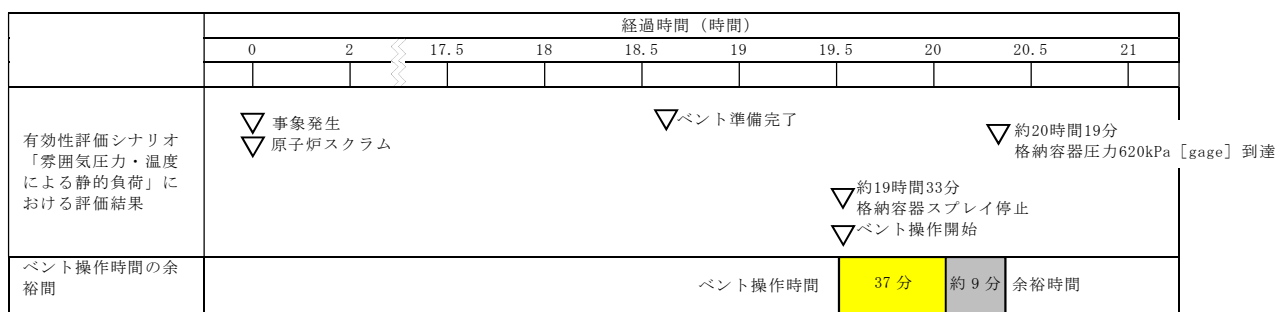 経過時間（時間）
0 2 17.5 18 18.5 19 19.5 20 20.5 21
有効性評価シナリオ
「雰囲気圧力・温度
による静的負荷」に
おける評価結果
事象発生
原子炉スクラム
ベント準備完了
約20時間19分
格納容器圧力620kPa［gage］到達
約19時間33分
格納容器スプレイ停止
ベント操作開始
ベント操作時間の余
裕間
ベント操作時間 37 分 約 9 分 余裕時間